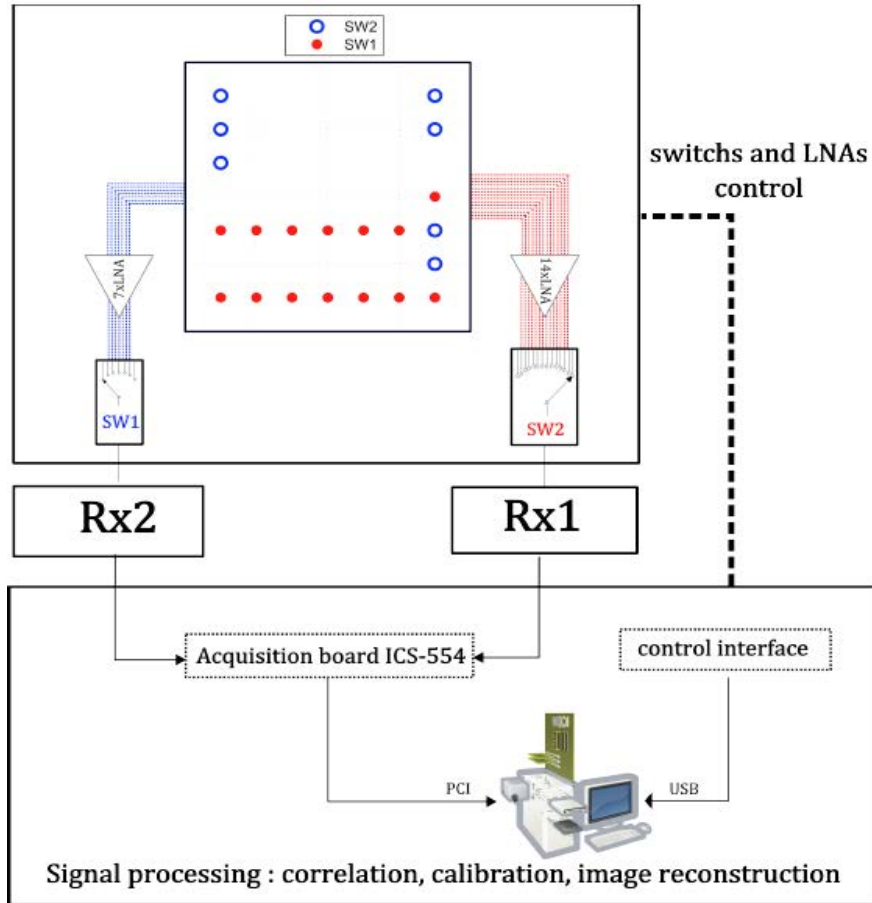 SW2
SW1
switchs and LNAs
control
7xLNA
14xLNA
SW1
SW2
Rx2
Rx1
Acquisition board ICS-554
control interface
PCI
USB
Signal processing : correlation, calibration, image reconstruction